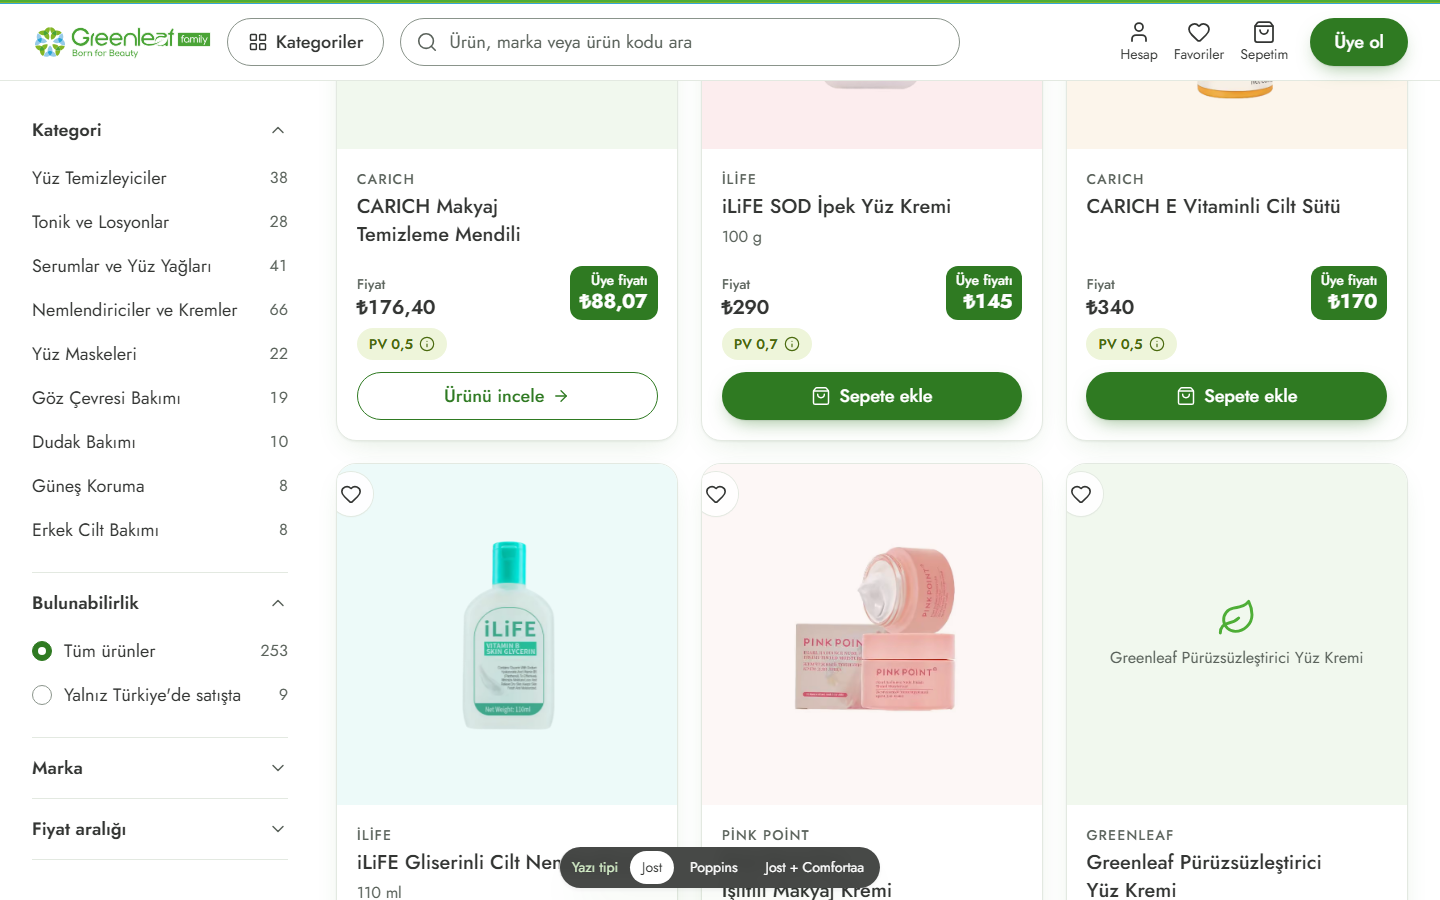 Greenleaf family
Born for Beauty
Kategoriler
Ürün, marka veya ürün kodu ara
Hesap
Favoriler
Sepetim
Üye ol
Kategori
Yüz Temizleyiciler 38
Tonik ve Losyonlar 28
Serumlar ve Yüz Yağları 41
Nemlendiriciler ve Kremler 66
Yüz Maskeleri 22
Göz Çevresi Bakımı 19
Dudak Bakımı 10
Güneş Koruma 8
Erkek Cilt Bakımı 8
Bulunabilirlik
Tüm ürünler 253
Yalnız Türkiye'de satışta 9
Marka
Fiyat aralığı
CARICH
CARICH Makyaj
Temizleme Mendili
Fiyat
₺176,40
Üye fiyatı
₺88,07
PV 0,5
Ürünü incele
İLİFE
iLiFE SOD İpek Yüz Kremi
100 g
Fiyat
₺290
Üye fiyatı
₺145
PV 0,7
Sepete ekle
CARICH
CARICH E Vitaminli Cilt Sütü
Fiyat
₺340
Üye fiyatı
₺170
PV 0,5
Sepete ekle
iLiFE
VITAMIN B
SKIN GLYCERIN
Net Weight: 110ml
İLİFE
iLiFE Gliserinli Cilt Nem
110 ml
PINK POINT
PINK POINT
PINK POINT
PİNK POİNT
Işıltılı Makyaj Kremi
Greenleaf Pürüzsüzleştirici Yüz Kremi
GREENLEAF
Greenleaf Pürüzsüzleştirici
Yüz Kremi
Yazı tipi
Jost
Poppins
Jost + Comfortaa